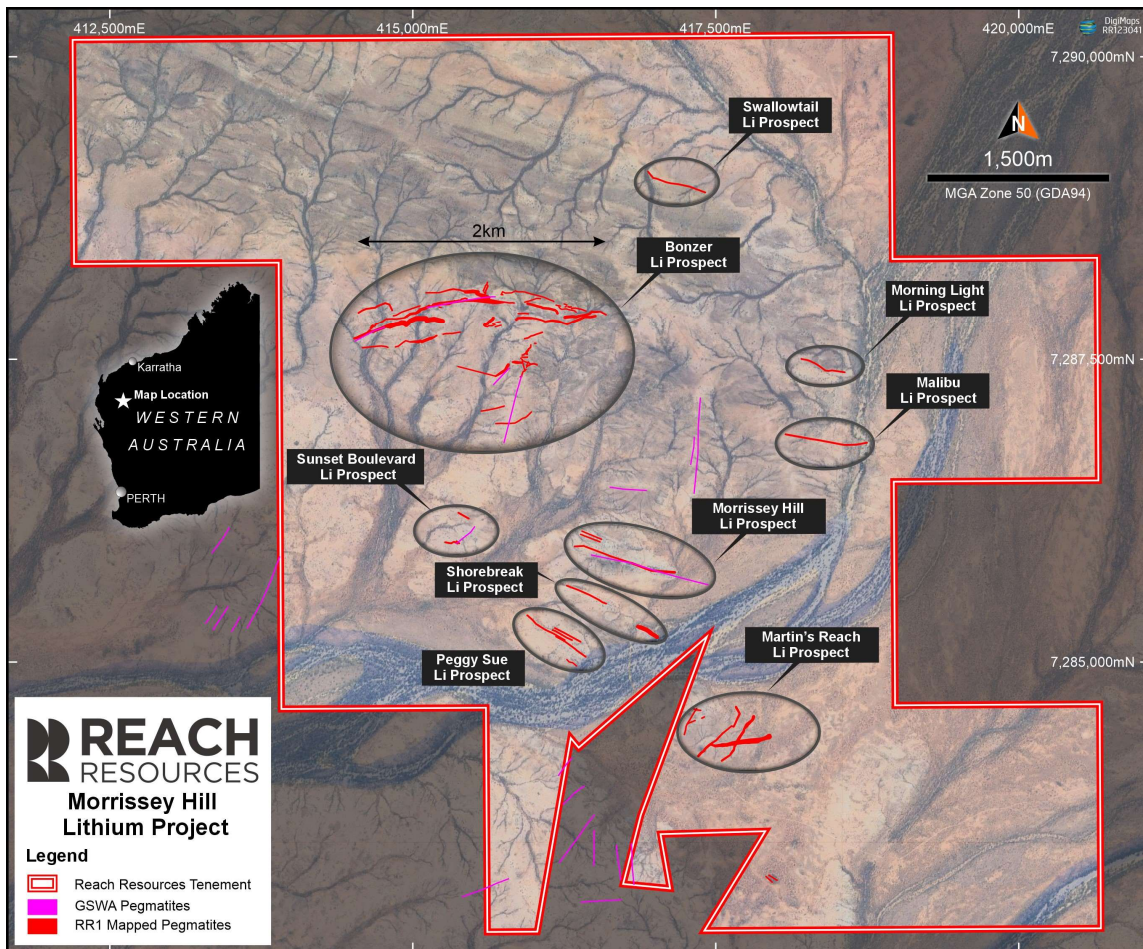 412,500mE
415,000mE
417,500mE
420,000mE
DigiMaps
RR123041
7,290,000mN
Swallowtail
Li Prospect
N
1,500m
MGA Zone 50 (GDA94)
2km
Bonzer
Li Prospect
Morning Light
Li Prospect
7,287,500mN
Karratha
Map Location
WESTERN
AUSTRALIA
PERTH
Malibu
Li Prospect
Sunset Boulevard
Li Prospect
Morrissey Hill
Li Prospect
Shorebreak
Li Prospect
Martin's Reach
Li Prospect
Peggy Sue
Li Prospect
7,285,000mN
REACH
RESOURCES
Morrissey Hill
Lithium Project
Legend
Reach Resources Tenement
GSWA Pegmatites
RR1 Mapped Pegmatites